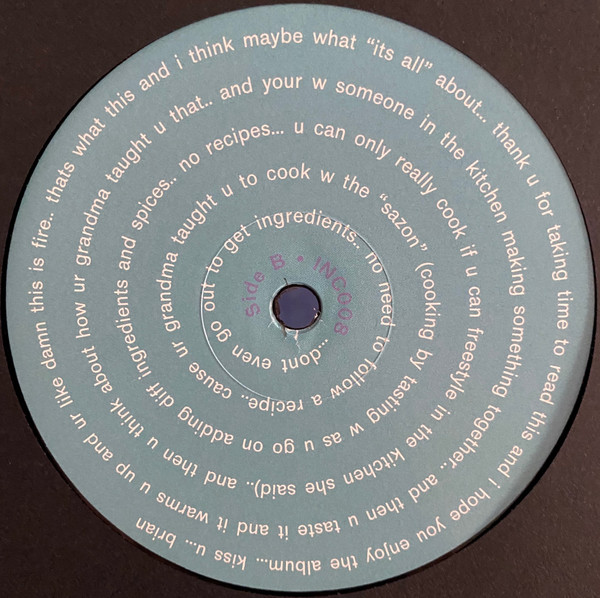 Side B • INC008
...dont even go out to get ingredients.. no need to follow a recipe.. cause ur grandma taught u to cook w the “sazon” (cooking by tasting w as u go on adding diff ingredients and spices.. no recipes... u can only really cook if u can freestyle in the kitchen she said).. and then u think about how ur grandma taught u that.. and your w someone in the kitchen making something together.. and then u taste it and it warms u up and ur like damn this is fire.. thats what this and i think maybe what “its all” about... thank u for taking time to read this and i hope you enjoy the album... kiss u... brian